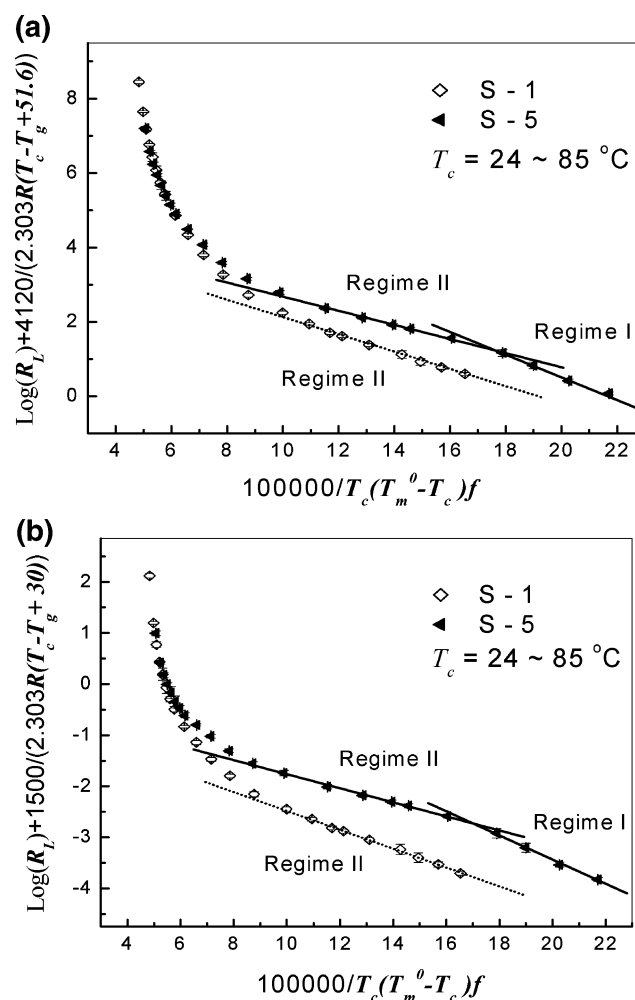 (a)
Log(R_L)+4120/(2.303R(T_c-T_g+51.6))
8
6
4
2
0
S - 1
S - 5
T_c = 24 ~ 85 °C
Regime II
Regime I
Regime II
4 6 8 10 12 14 16 18 20 22
100000/T_c(T_m^0-T_c)f
(b)
Log(R_L)+1500/(2.303R(T_c-T_g+30))
2
1
0
-1
-2
-3
-4
S - 1
S - 5
T_c = 24 ~ 85 °C
Regime II
Regime I
Regime II
4 6 8 10 12 14 16 18 20 22
100000/T_c(T_m^0-T_c)f